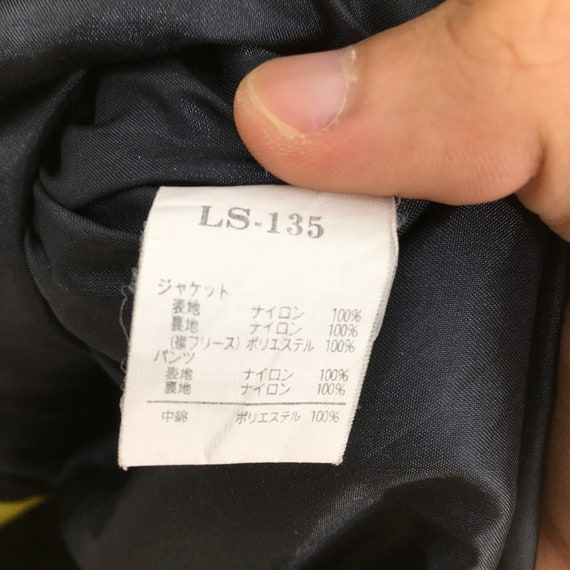 LS-135
ジャケット
表地 ナイロン 100%
裏地 ナイロン 100%
(襟フリース) ポリエステル 100%
パンツ
表地 ナイロン 100%
裏地 ナイロン 100%
中綿 ポリエステル 100%